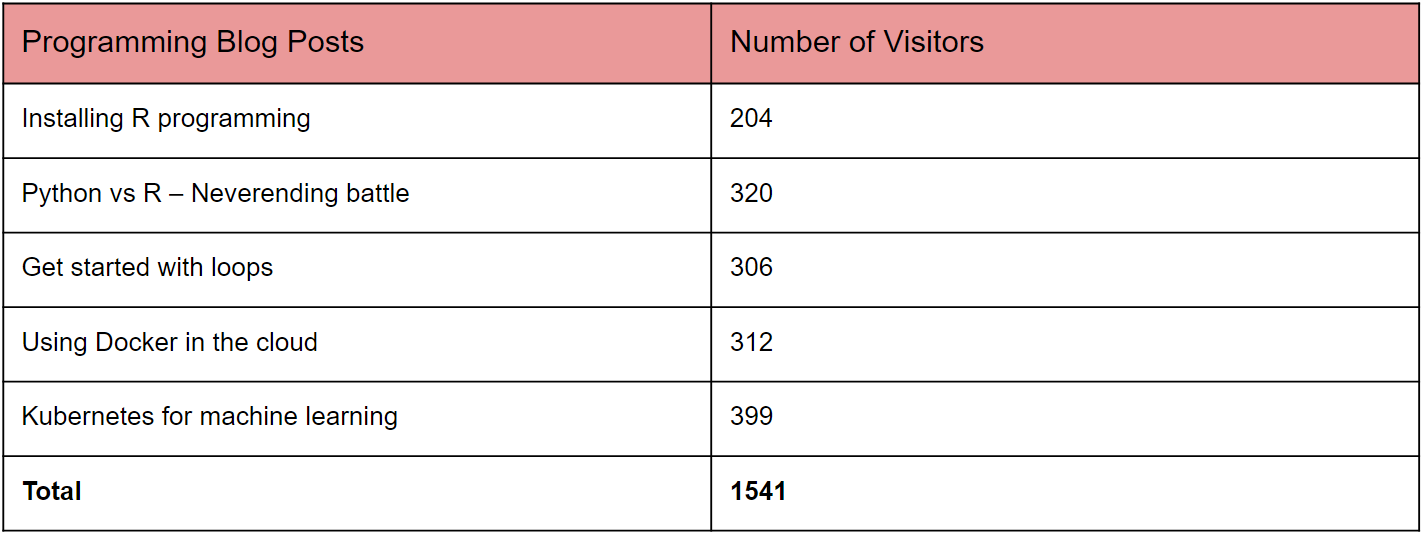 Programming Blog Posts Number of Visitors
Installing R programming 204
Python vs R – Neverending battle 320
Get started with loops 306
Using Docker in the cloud 312
Kubernetes for machine learning 399
Total 1541